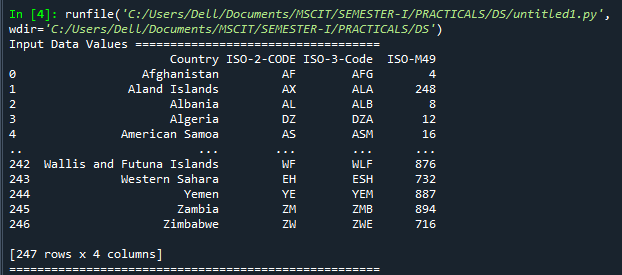 In [4]: runfile('C:/Users/Dell/Documents/MSCIT/SEMESTER-I/PRACTICALS/DS/untitled1.py',
wdir='C:/Users/Dell/Documents/MSCIT/SEMESTER-I/PRACTICALS/DS')
Input Data Values ===================================
Country ISO-2-CODE ISO-3-Code ISO-M49
0 Afghanistan AF AFG 4
1 Aland Islands AX ALA 248
2 Albania AL ALB 8
3 Algeria DZ DZA 12
4 American Samoa AS ASM 16
.. ... ... ... ...
242 Wallis and Futuna Islands WF WLF 876
243 Western Sahara EH ESH 732
244 Yemen YE YEM 887
245 Zambia ZM ZMB 894
246 Zimbabwe ZW ZWE 716
[247 rows x 4 columns]
=====================================================